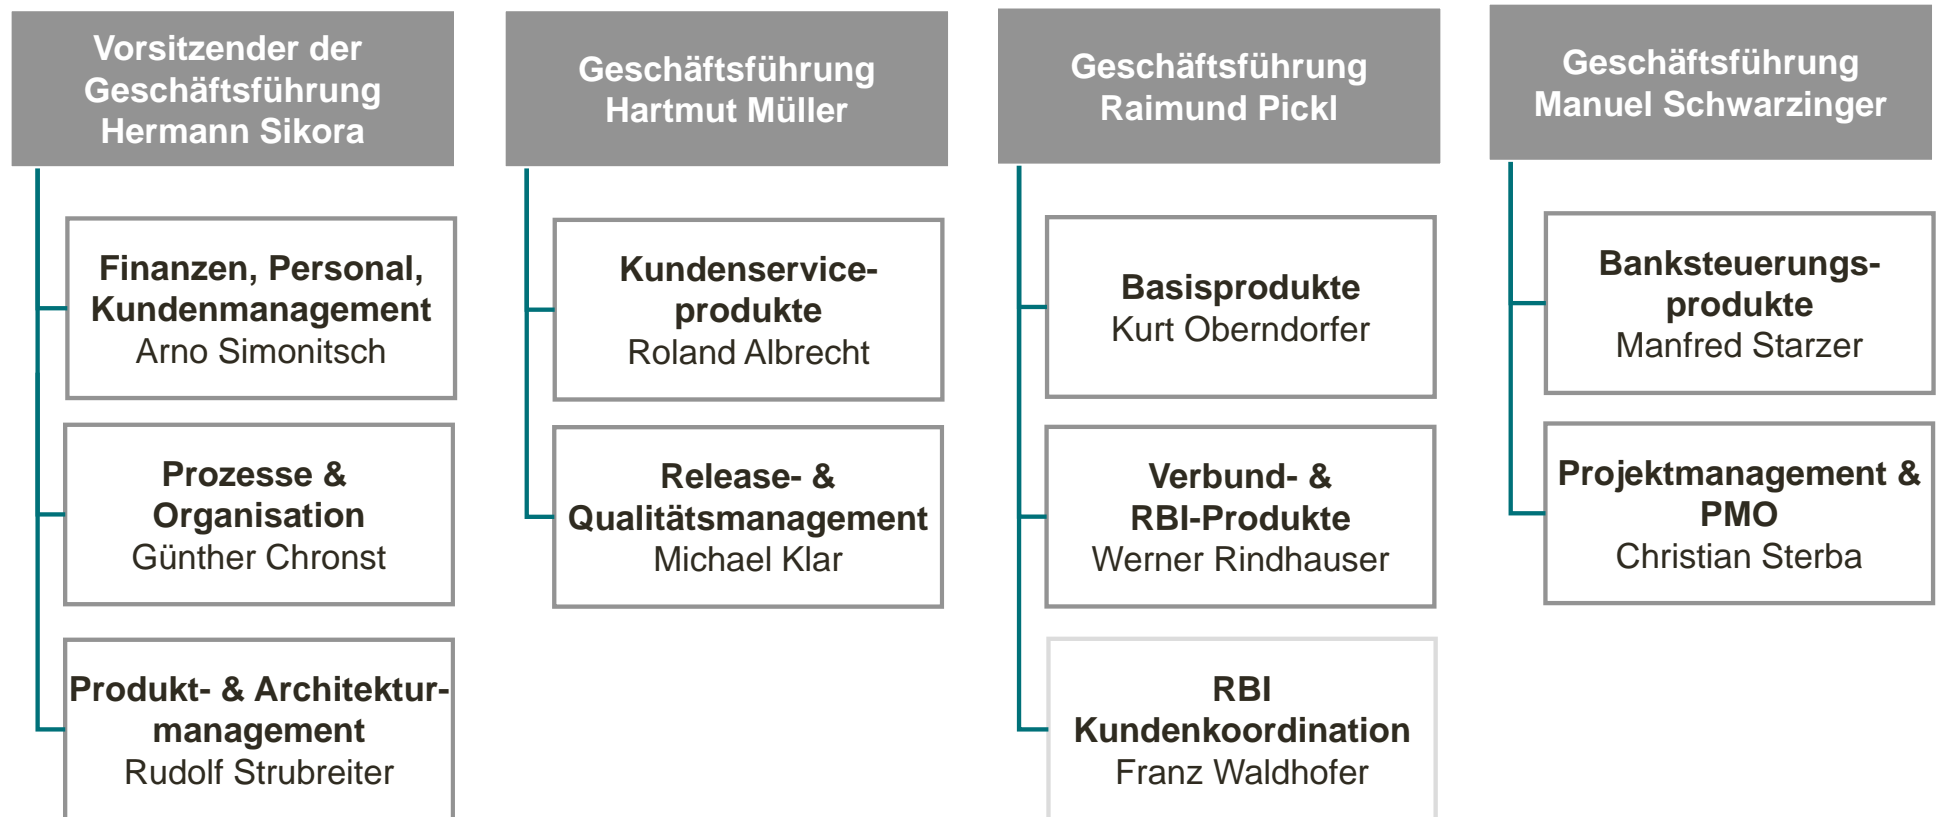 Vorsitzender der
Geschäftsführung
Hermann Sikora
Finanzen, Personal,
Kundenmanagement
Arno Simonitsch
Prozesse &
Organisation
Günther Chronst
Produkt- & Architektur-
management
Rudolf Strubreiter
Geschäftsführung
Hartmut Müller
Kundenservice-
produkte
Roland Albrecht
Release- &
Qualitätsmanagement
Michael Klar
Geschäftsführung
Raimund Pickl
Basisprodukte
Kurt Oberndorfer
Verbund- &
RBI-Produkte
Werner Rindhauser
RBI
Kundenkoordination
Franz Waldhofer
Geschäftsführung
Manuel Schwarzinger
Banksteuerungs-
produkte
Manfred Starzer
Projektmanagement &
PMO
Christian Sterba